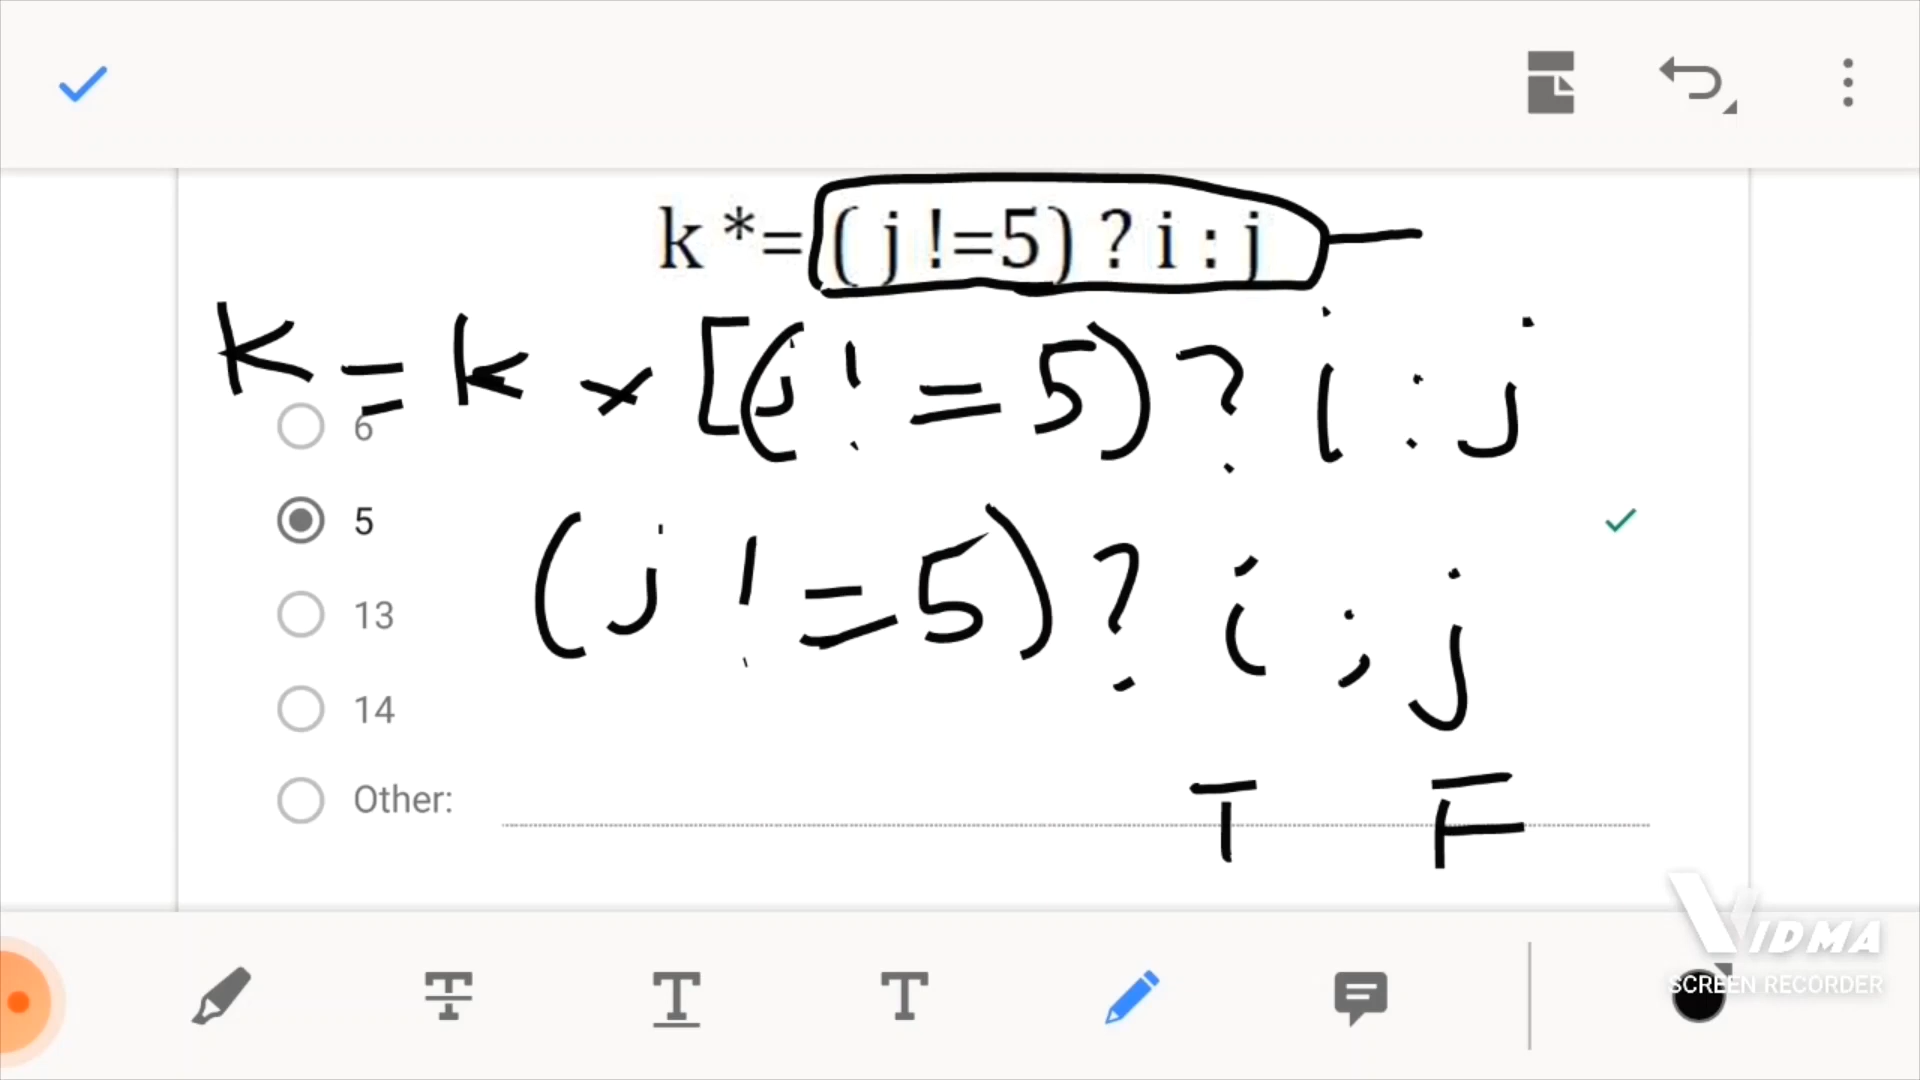 k *= ( j !=5) ? i : j
K = k × [(j ! = 5) ? i : j
6
5
(j ! = 5) ? i ; j
13
14
T F
Other:
VIDMA
SCREEN RECORDER